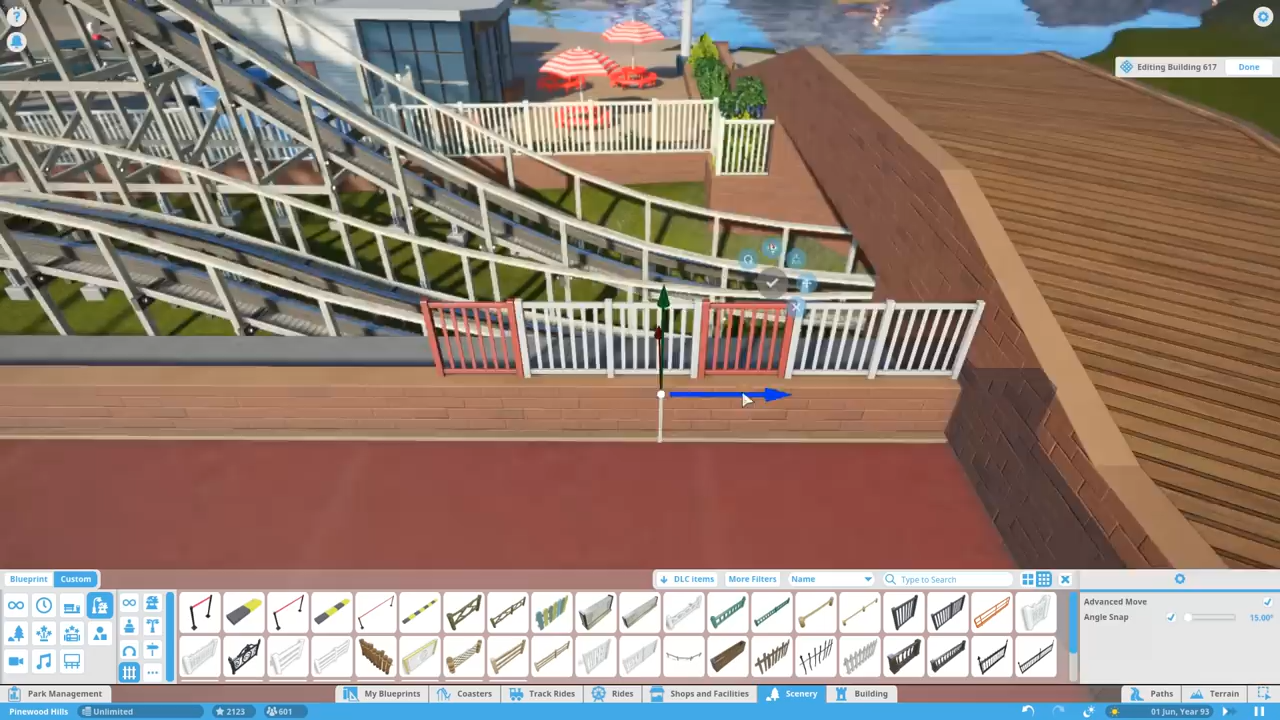 Editing Building 617 Done
Blueprint Custom DLC items More Filters Name Type to Search
Advanced Move
Angle Snap 15.00°
Park Management My Blueprints Coasters Track Rides Rides Shops and Facilities Scenery Building Paths Terrain
Pinewood Hills Unlimited 2123 601 01 Jun, Year 93